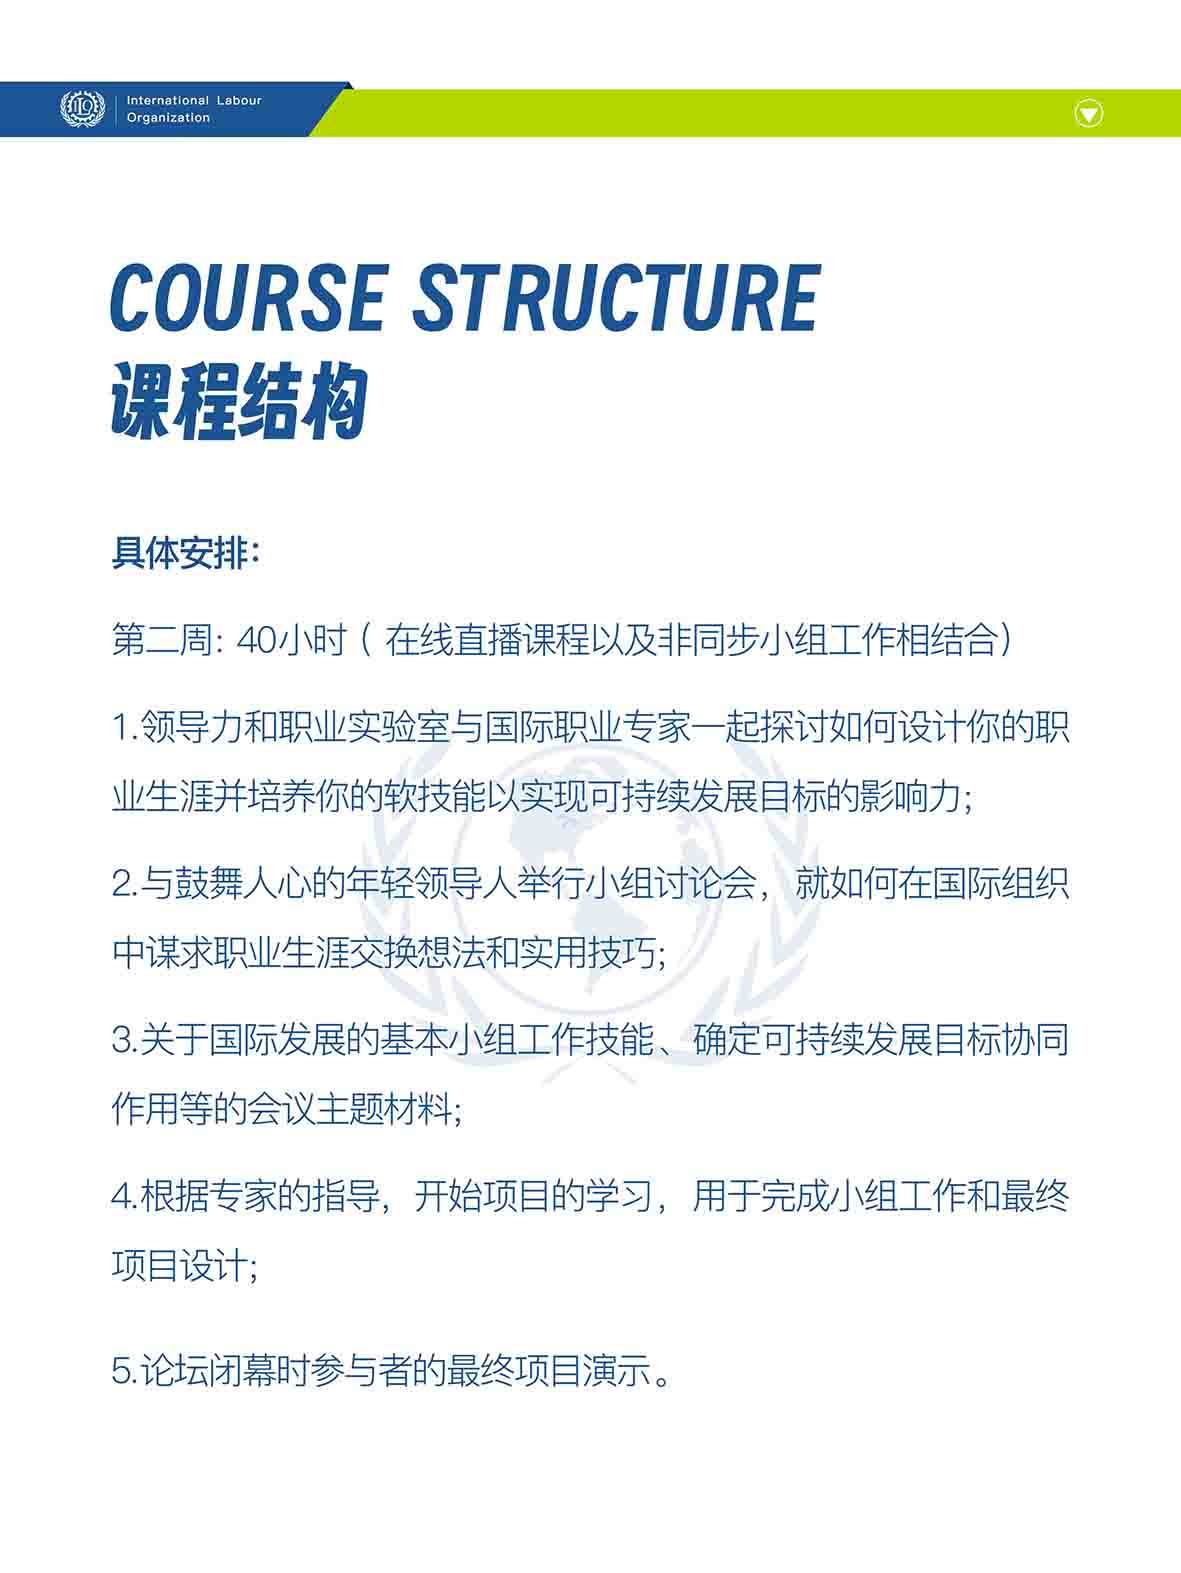 International Labour
Organization
COURSE STRUCTURE
课程结构
具体安排：
第二周：40小时（在线直播课程以及非同步小组工作相结合）
1.领导力和职业实验室与国际职业专家一起探讨如何设计你的职
业生涯并培养你的软技能以实现可持续发展目标的影响力；
2.与鼓舞人心的年轻领导人举行小组讨论会，就如何在国际组织
中谋求职业生涯交换想法和实用技巧；
3.关于国际发展的基本小组工作技能、确定可持续发展目标协同
作用等的会议主题材料；
4.根据专家的指导，开始项目的学习，用于完成小组工作和最终
项目设计；
5.论坛闭幕时参与者的最终项目演示。